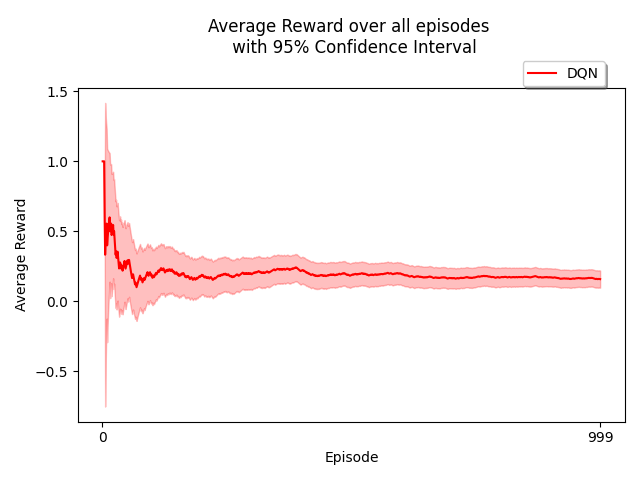 Average Reward over all episodes
with 95% Confidence Interval
DQN
1.5
1.0
0.5
0.0
−0.5
Average Reward
0
999
Episode